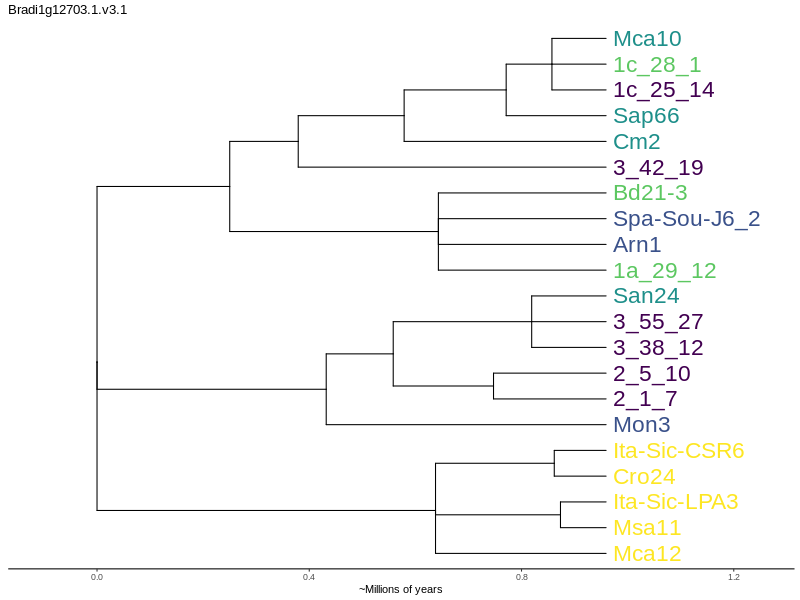 Bradi1g12703.1.v3.1
Mca10
1c_28_1
1c_25_14
Sap66
Cm2
3_42_19
Bd21-3
Spa-Sou-J6_2
Arn1
1a_29_12
San24
3_55_27
3_38_12
2_5_10
2_1_7
Mon3
Ita-Sic-CSR6
Cro24
Ita-Sic-LPA3
Msa11
Mca12
0.0 0.4 0.8 1.2
~Millions of years